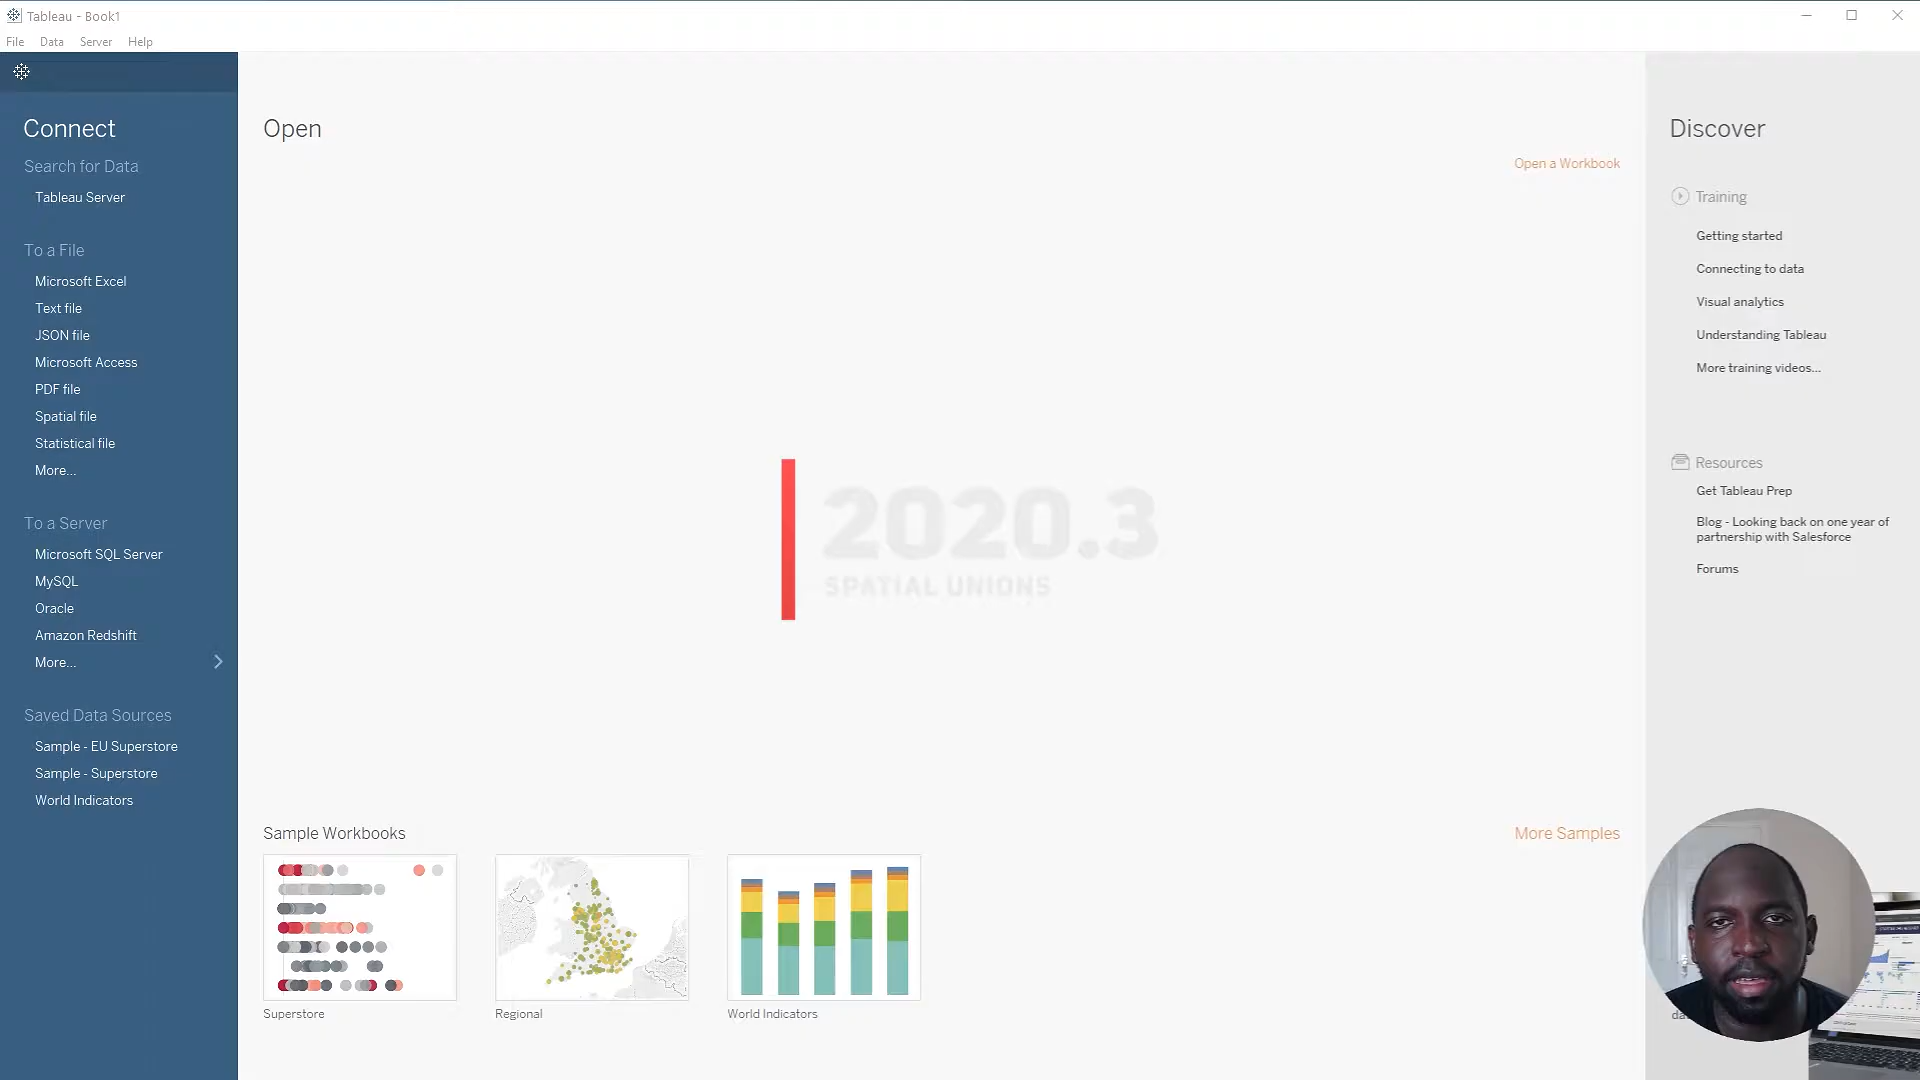 Tableau - Book1
File Data Server Help
Connect
Search for Data
Tableau Server
To a File
Microsoft Excel
Text file
JSON file
Microsoft Access
PDF file
Spatial file
Statistical file
More...
To a Server
Microsoft SQL Server
MySQL
Oracle
Amazon Redshift
More...
Saved Data Sources
Sample - EU Superstore
Sample - Superstore
World Indicators
Open
Open a Workbook
2020.3
SPATIAL UNIONS
Sample Workbooks
More Samples
Superstore
Regional
World Indicators
Discover
Training
Getting started
Connecting to data
Visual analytics
Understanding Tableau
More training videos...
Resources
Get Tableau Prep
Blog - Looking back on one year of
partnership with Salesforce
Forums